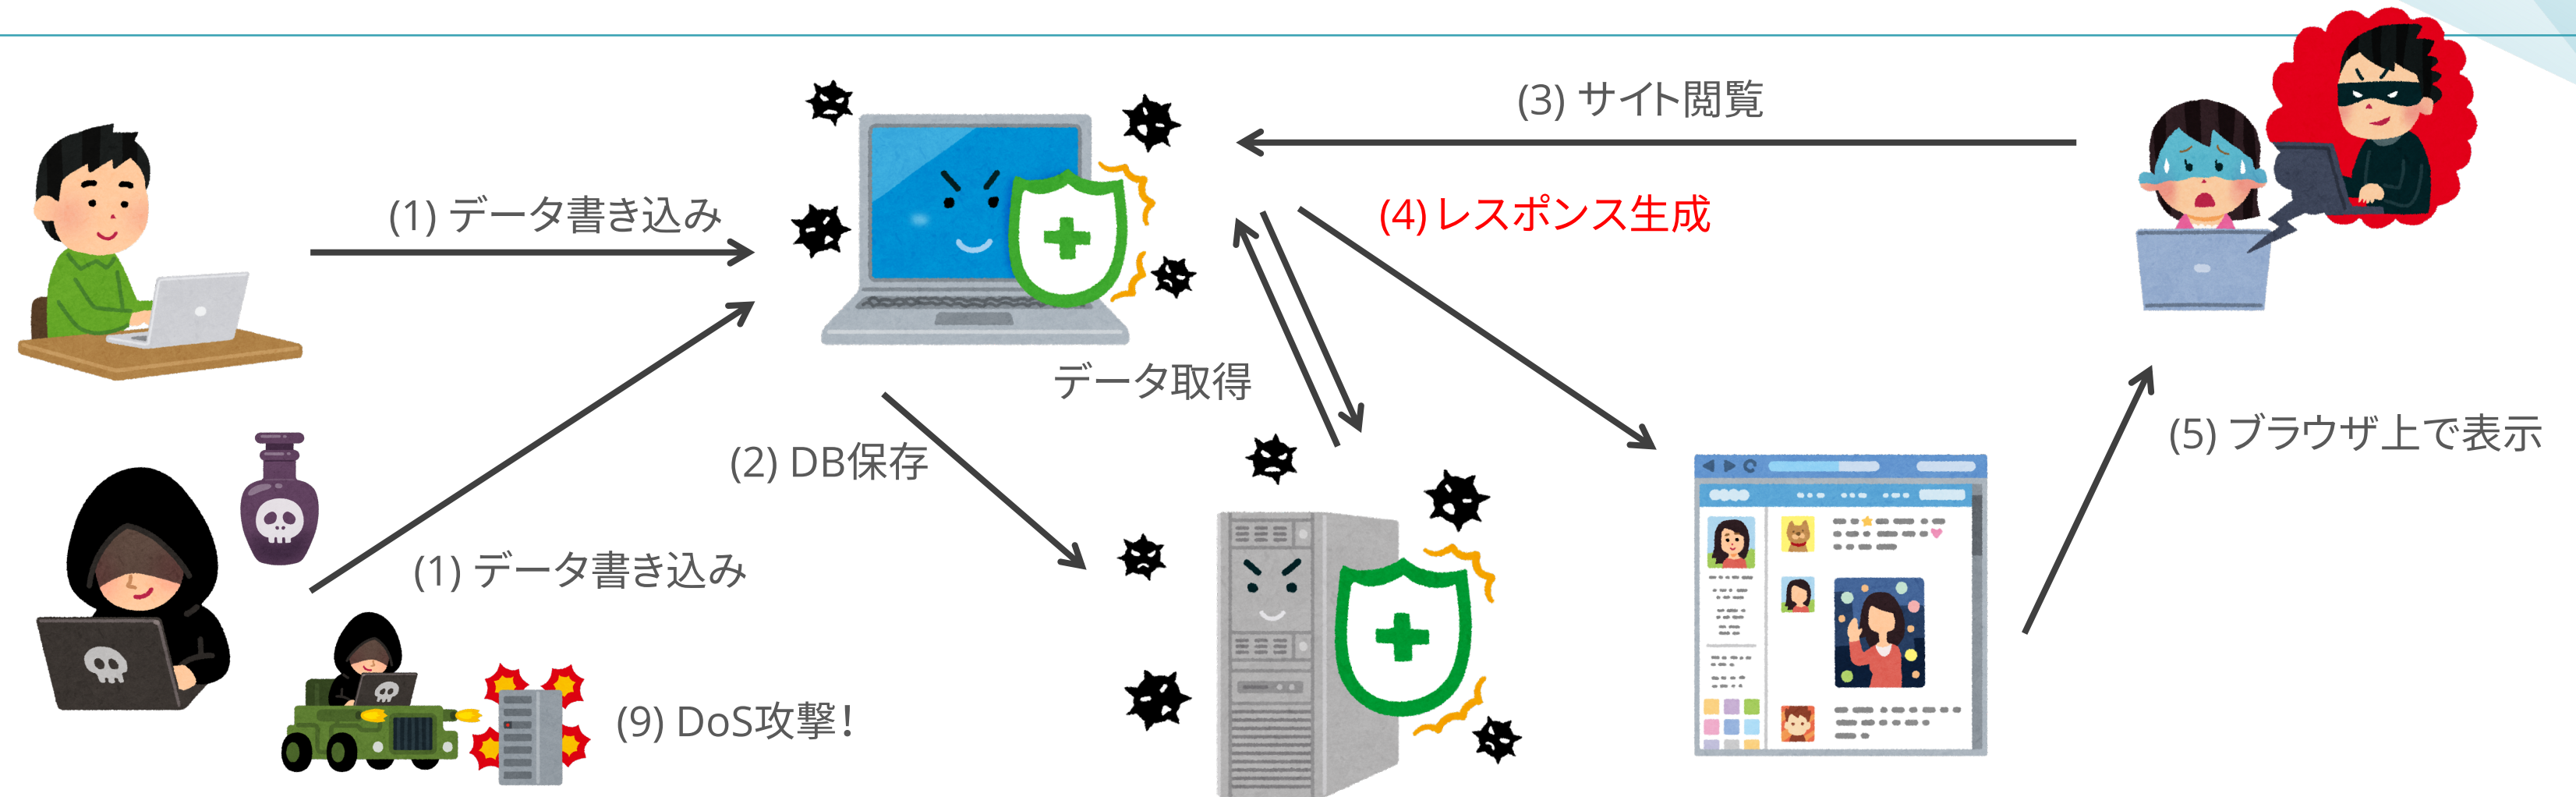 (3) サイト閲覧
(1) データ書き込み
(4) レスポンス生成
データ取得
(2) DB保存
(5) ブラウザ上で表示
(1) データ書き込み
(9) DoS攻撃！